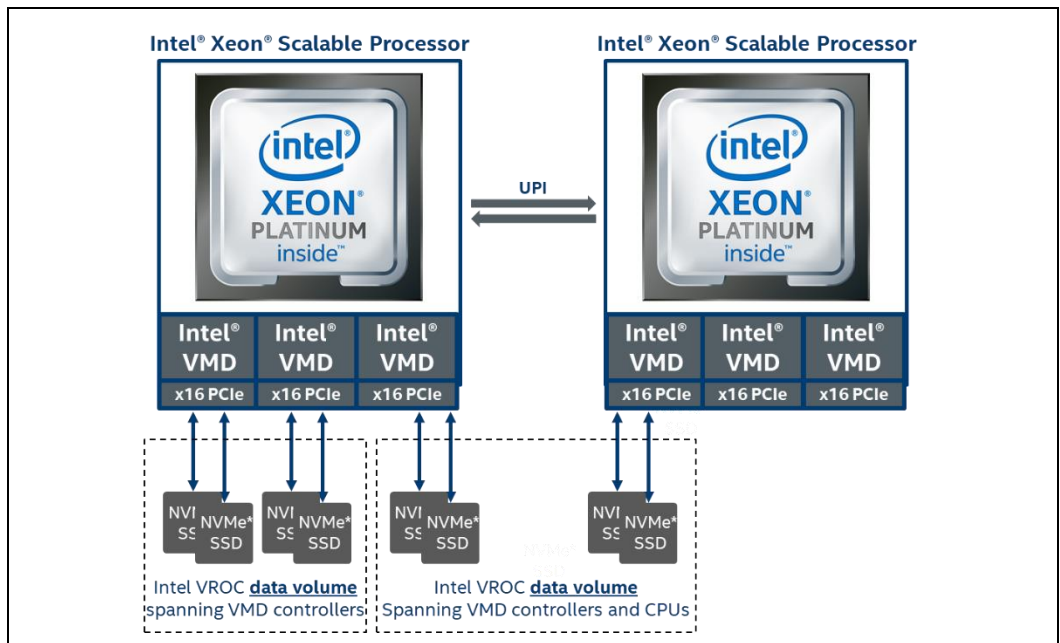 Intel® Xeon® Scalable Processor
Intel® Xeon® Scalable Processor
intel®
XEON®
PLATINUM
inside™
UPI
intel®
XEON®
PLATINUM
inside™
Intel® VMD
Intel® VMD
Intel® VMD
x16 PCIe
x16 PCIe
x16 PCIe
Intel® VMD
Intel® VMD
Intel® VMD
x16 PCIe
x16 PCIe
x16 PCIe
SSD
NVMe*
SSD
NVMe*
SSD
NVMe*
SSD
NVMe*
SSD
NVMe*
SSD
Intel VROC data volume
spanning VMD controllers
Intel VROC data volume
Spanning VMD controllers and CPUs